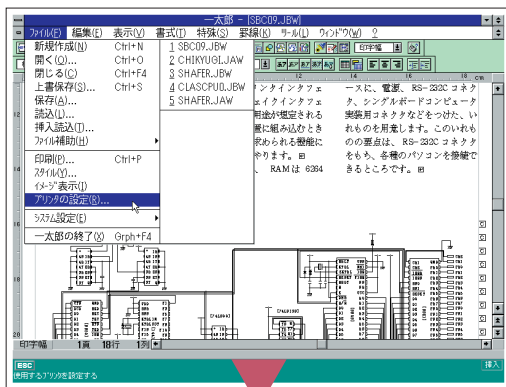 一太郎 - [SBC09.JBW]
ファイル(F) 編集(E) 表示(V) 書式(T) 特殊(S) 罫線(K) ツール(L) ウィンドウ(W) ?
新規作成(N) Ctrl+N
開く(O)... Ctrl+O
閉じる(C) Ctrl+F4
上書保存(S)... Ctrl+S
保存(A)...
読込(L)...
挿入読込(I)...
ファイル補助(H)
印刷(P)... Ctrl+P
スタイル(Y)...
イメージ表示(I)
プリンタの設定(R)...
システム設定(E)
一太郎の終了(X) Grph+F4
1 SBC09.JBW
2 CHIKYUGI.JAW
3 SHAFER.JBW
4 CLASCPU0.JBW
5 SHAFER.JAW
印字幅
12 14 16 18 cm
ンタインタフェ
ェイクインタフェ
用途が想定される
置に組み込むとき
求められる機能に
やります。
RAMは 6264
ースに、電源、RS-232C コネク
タ、シングルボードコンピュータ
実装用コネクタなどをつけた、い
れものを用意します。このいれも
のの要点は、RS-232C コネクタ
をもち、各種のパソコンを接続で
きるところです。
16
18
20
印字幅 1頁 18行 1列
ESC 挿入
使用するプリンタを設定する